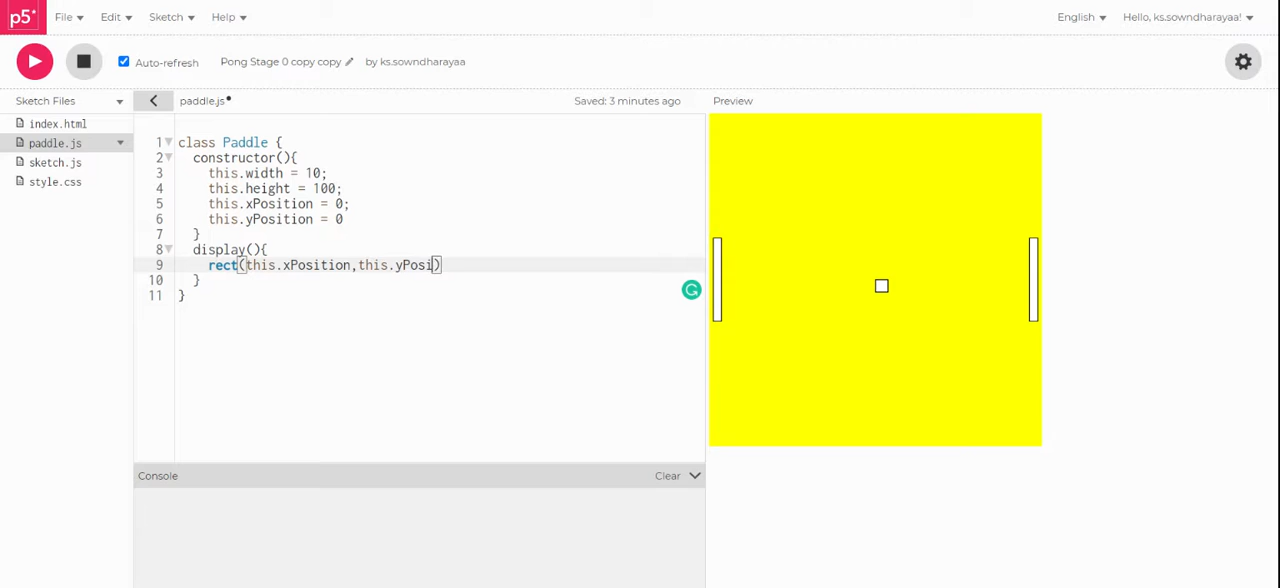 p5* File Edit Sketch Help English Hello, ks.sowndharayaa!
Auto-refresh Pong Stage 0 copy copy by ks.sowndharayaa
Sketch Files paddle.js Saved: 3 minutes ago Preview
index.html
paddle.js
sketch.js
style.css
1 class Paddle {
2 constructor(){
3 this.width = 10;
4 this.height = 100;
5 this.xPosition = 0;
6 this.yPosition = 0
7 }
8 display(){
9 rect(this.xPosition,this.yPosi)
10 }
11 }
Console Clear